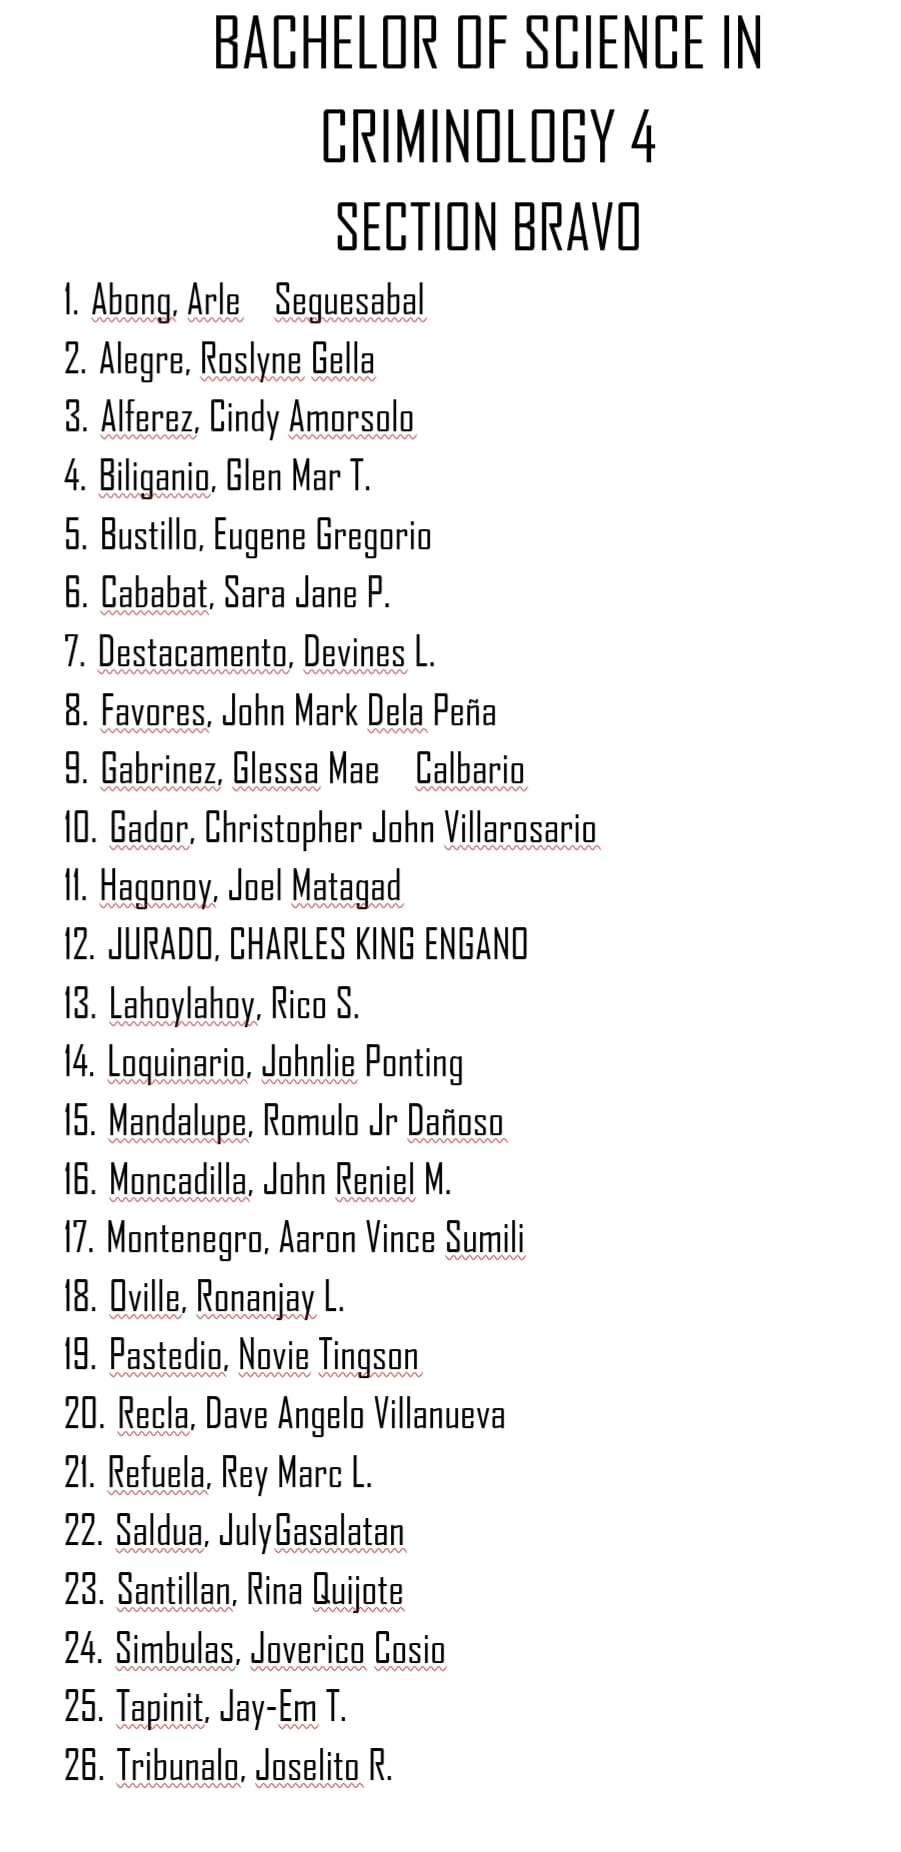 BACHELOR OF SCIENCE IN
CRIMINOLOGY 4
SECTION BRAVO
1. Abong, Arle Seguesabal
2. Alegre, Roslyne Gella
3. Alferez, Cindy Amorsolo
4. Biliganio, Glen Mar T.
5. Bustillo, Eugene Gregorio
6. Cababat, Sara Jane P.
7. Destacamento, Devines L.
8. Favores, John Mark Dela Peña
9. Gabrinez, Glessa Mae Calbario
10. Gador, Christopher John Villarosario
11. Hagonoy, Joel Matagad
12. JURADO, CHARLES KING ENGANO
13. Lahoylahoy, Rico S.
14. Loquinario, Johnlie Ponting
15. Mandalupe, Romulo Jr Dañoso
16. Moncadilla, John Reniel M.
17. Montenegro, Aaron Vince Sumili
18. Oville, Ronanjay L.
19. Pastedio, Novie Tingson
20. Recla, Dave Angelo Villanueva
21. Refuela, Rey Marc L.
22. Saldua, July Gasalatan
23. Santillan, Rina Quijote
24. Simbulas, Joverico Cosio
25. Tapinit, Jay-Em T.
26. Tribunalo, Joselito R.